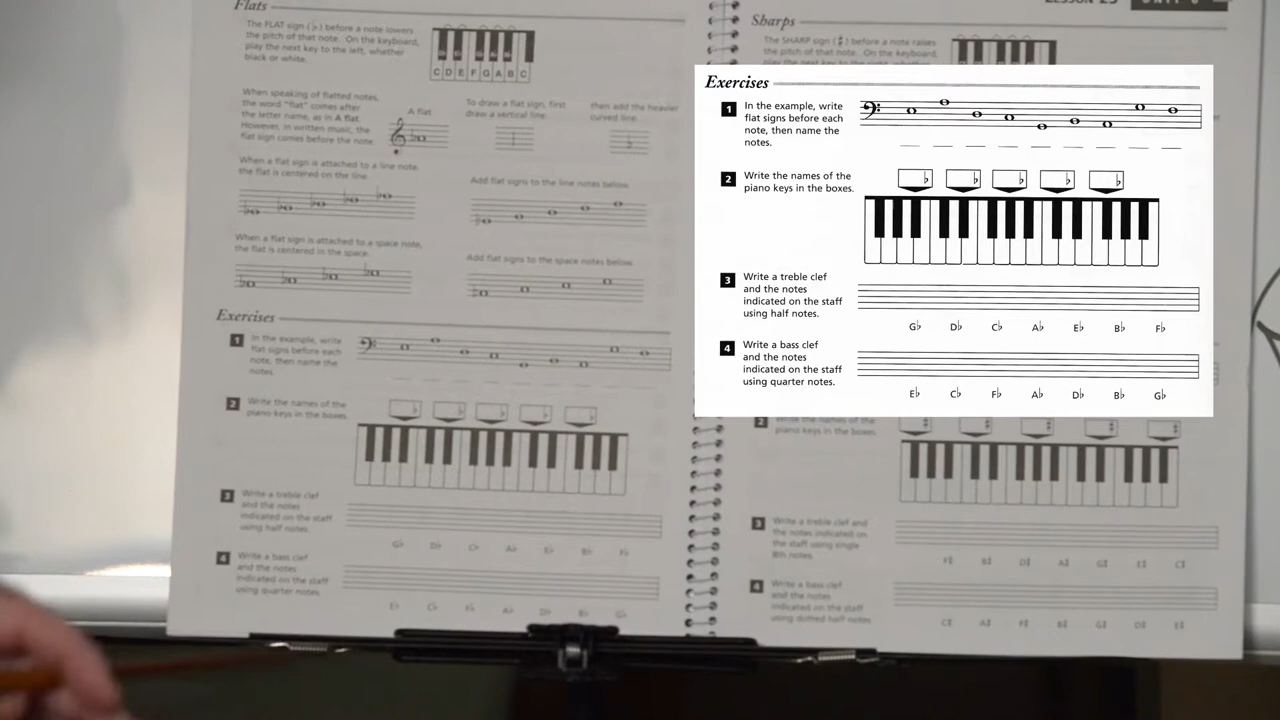 Flats
The FLAT sign (♭) before a note lowers
the pitch of that note. On the keyboard,
play the next key to the left, whether
black or white.
C D E F G A B C
When speaking of flatted notes,
the word "flat" comes after
the letter name, as in A flat.
However, in written music, the
flat sign comes before the note.
A flat
To draw a flat sign, first
draw a vertical line:
then add the heavier
curved line:
When a flat sign is attached to a line note,
the flat is centered on the line.
Add flat signs to the line notes below.
When a flat sign is attached to a space note,
the flat is centered in the space.
Add flat signs to the space notes below.
Exercises
1 In the example, write
flat signs before each
note, then name the
notes.
2 Write the names of the
piano keys in the boxes.
3 Write a treble clef
and the notes
indicated on the staff
using half notes.
G♭ D♭ C♭ A♭ E♭ B♭ F♭
4 Write a bass clef
and the notes
indicated on the staff
using quarter notes.
E♭ C♭ F♭ A♭ D♭ B♭ G♭
LESSON 23 UNIT 6
Sharps
The SHARP sign (♯) before a note raises
the pitch of that note. On the keyboard,
Exercises
1 In the example, write
flat signs before each
note, then name the
notes.
2 Write the names of the
piano keys in the boxes.
♭ ♭ ♭ ♭ ♭
3 Write a treble clef
and the notes
indicated on the staff
using half notes.
G♭ D♭ C♭ A♭ E♭ B♭ F♭
4 Write a bass clef
and the notes
indicated on the staff
using quarter notes.
E♭ C♭ F♭ A♭ D♭ B♭ G♭
2 Write the names of the
piano keys in the boxes.
3 Write a treble clef and
the notes indicated on
the staff using single
8th notes.
4 Write a bass clef
and the notes
indicated on the staff
using dotted half notes